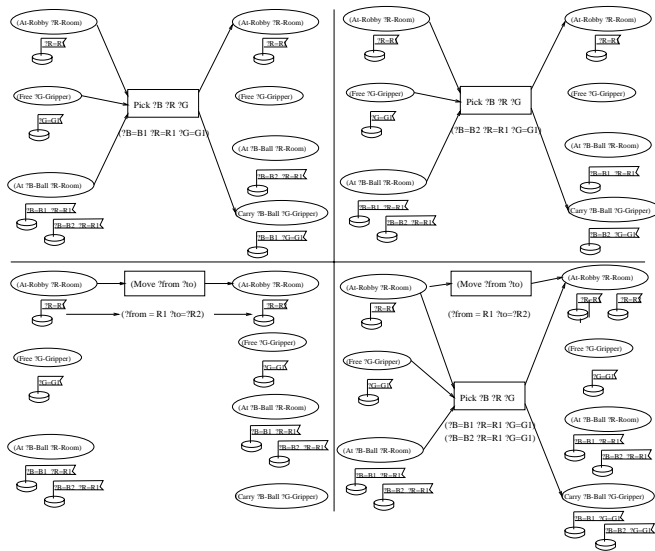 (At-Robby ?R-Room)
?R=R
(Free ?G-Gripper)
?G=G1
(At ?B-Ball ?R-Room)
?B=B1 ?R=R1
?B=B2 ?R=R1
Pick ?B ?R ?G
(?B=B1 ?R=R1 ?G=G1)
(At-Robby ?R-Room)
?R=R
(Free ?G-Gripper)
(At ?B-Ball ?R-Room)
?B=B2 ?R=R1
Carry ?B-Ball ?G-Gripper)
?B=B1 ?G=G1
(At-Robby ?R-Room)
?R=R
(Free ?G-Gripper)
?G=G1
(At ?B-Ball ?R-Room)
?B=B1 ?R=R1
?B=B2 ?R=R1
Pick ?B ?R ?G
(?B=B2 ?R=R1 ?G=G1)
(At-Robby ?R-Room)
?R=R
(Free ?G-Gripper)
(At ?B-Ball ?R-Room)
?B=B1 ?R=R1
Carry ?B-Ball ?G-Gripper)
?B=B2 ?G=G1
(At-Robby ?R-Room)
?R=R
(Move ?from ?to)
(?from = R1 ?to=?R2)
(At-Robby ?R-Room)
?R=R
(Free ?G-Gripper)
?G=G1
(Free ?G-Gripper)
?G=G1
(At ?B-Ball ?R-Room)
?B=B1 ?R=R1
?B=B2 ?R=R1
(At ?B-Ball ?R-Room)
?B=B1 ?R=R1
?B=B2 ?R=R1
(Carry ?B-Ball ?G-Gripper)
(At-Robby ?R-Room)
?R=R
(Move ?from ?to)
(?from = R1 ?to=?R2)
(At-Robby ?R-Room)
?R=R
?R=R
(Free ?G-Gripper)
?G=G1
Pick ?B ?R ?G
(?B=B1 ?R=R1 ?G=G1)
(?B=B2 ?R=R1 ?G=G1)
(At ?B-Ball ?R-Room)
?B=B1 ?R=R1
?B=B2 ?R=R1
(Free ?G-Gripper)
?G=G1
(At ?B-Ball ?R-Room)
?B=B1 ?R=R1
?B=B2 ?R=R1
Carry ?B-Ball ?G-Gripper)
?B=B1 ?G=G1
?B=B2 ?G=G1